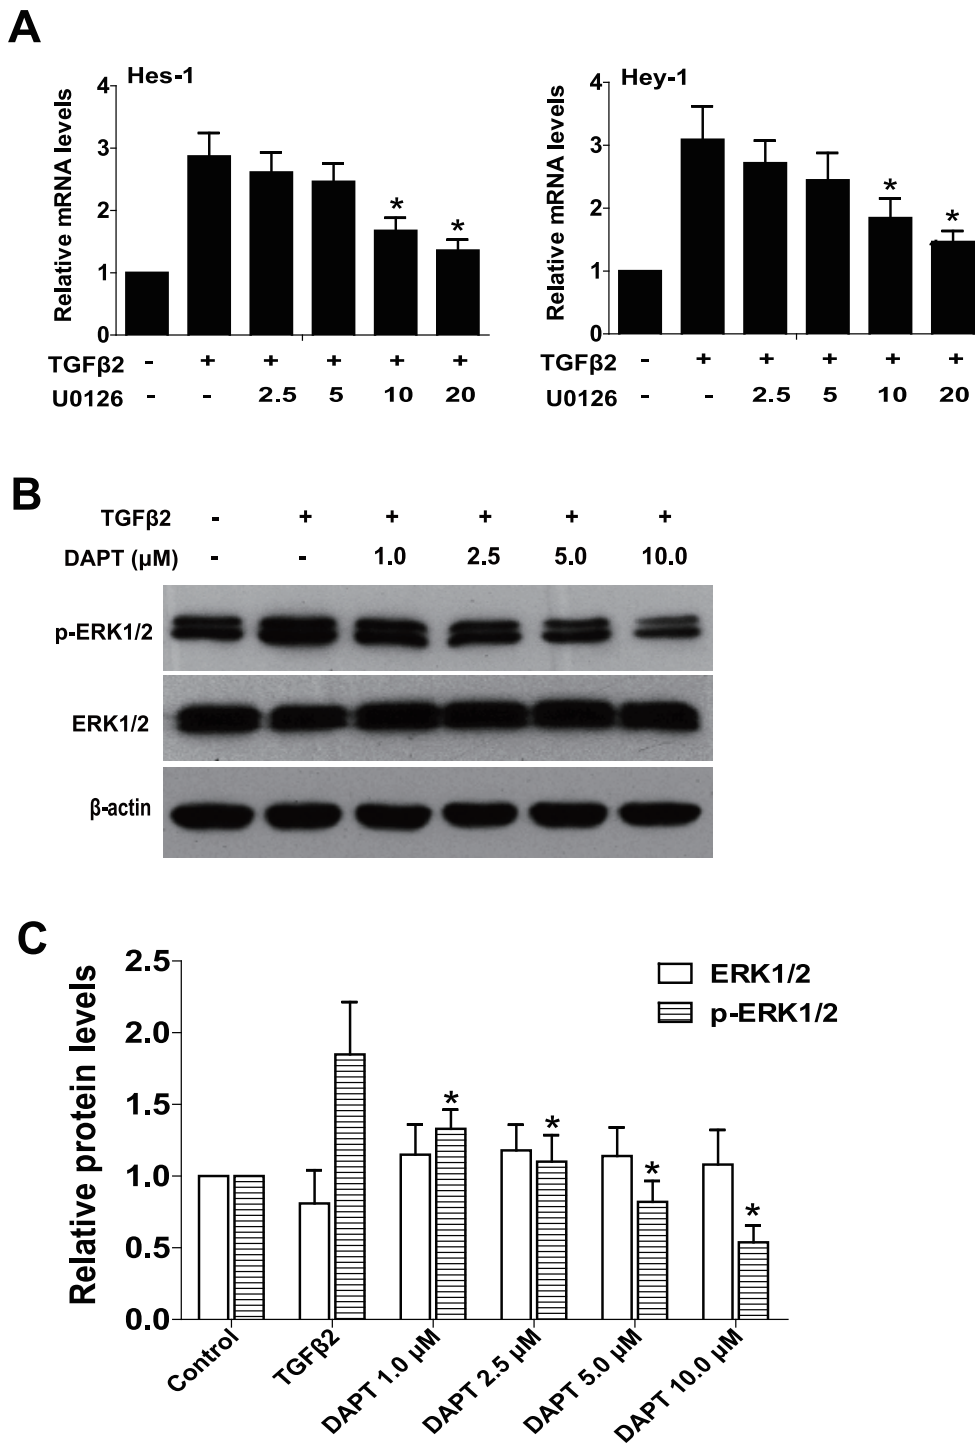 A
Hes-1
Relative mRNA levels
4
3
2
1
0
TGFβ2 - + + + + +
U0126 - - 2.5 5 10 20
* *
Hey-1
Relative mRNA levels
4
3
2
1
0
TGFβ2 - + + + + +
U0126 - - 2.5 5 10 20
* *
B
TGFβ2 - + + + + +
DAPT (μM) - - 1.0 2.5 5.0 10.0
p-ERK1/2
ERK1/2
β-actin
C
Relative protein levels
2.5
2.0
1.5
1.0
0.5
0.0
ERK1/2
p-ERK1/2
* * * *
Control
TGFβ2
DAPT 1.0 μM
DAPT 2.5 μM
DAPT 5.0 μM
DAPT 10.0 μM